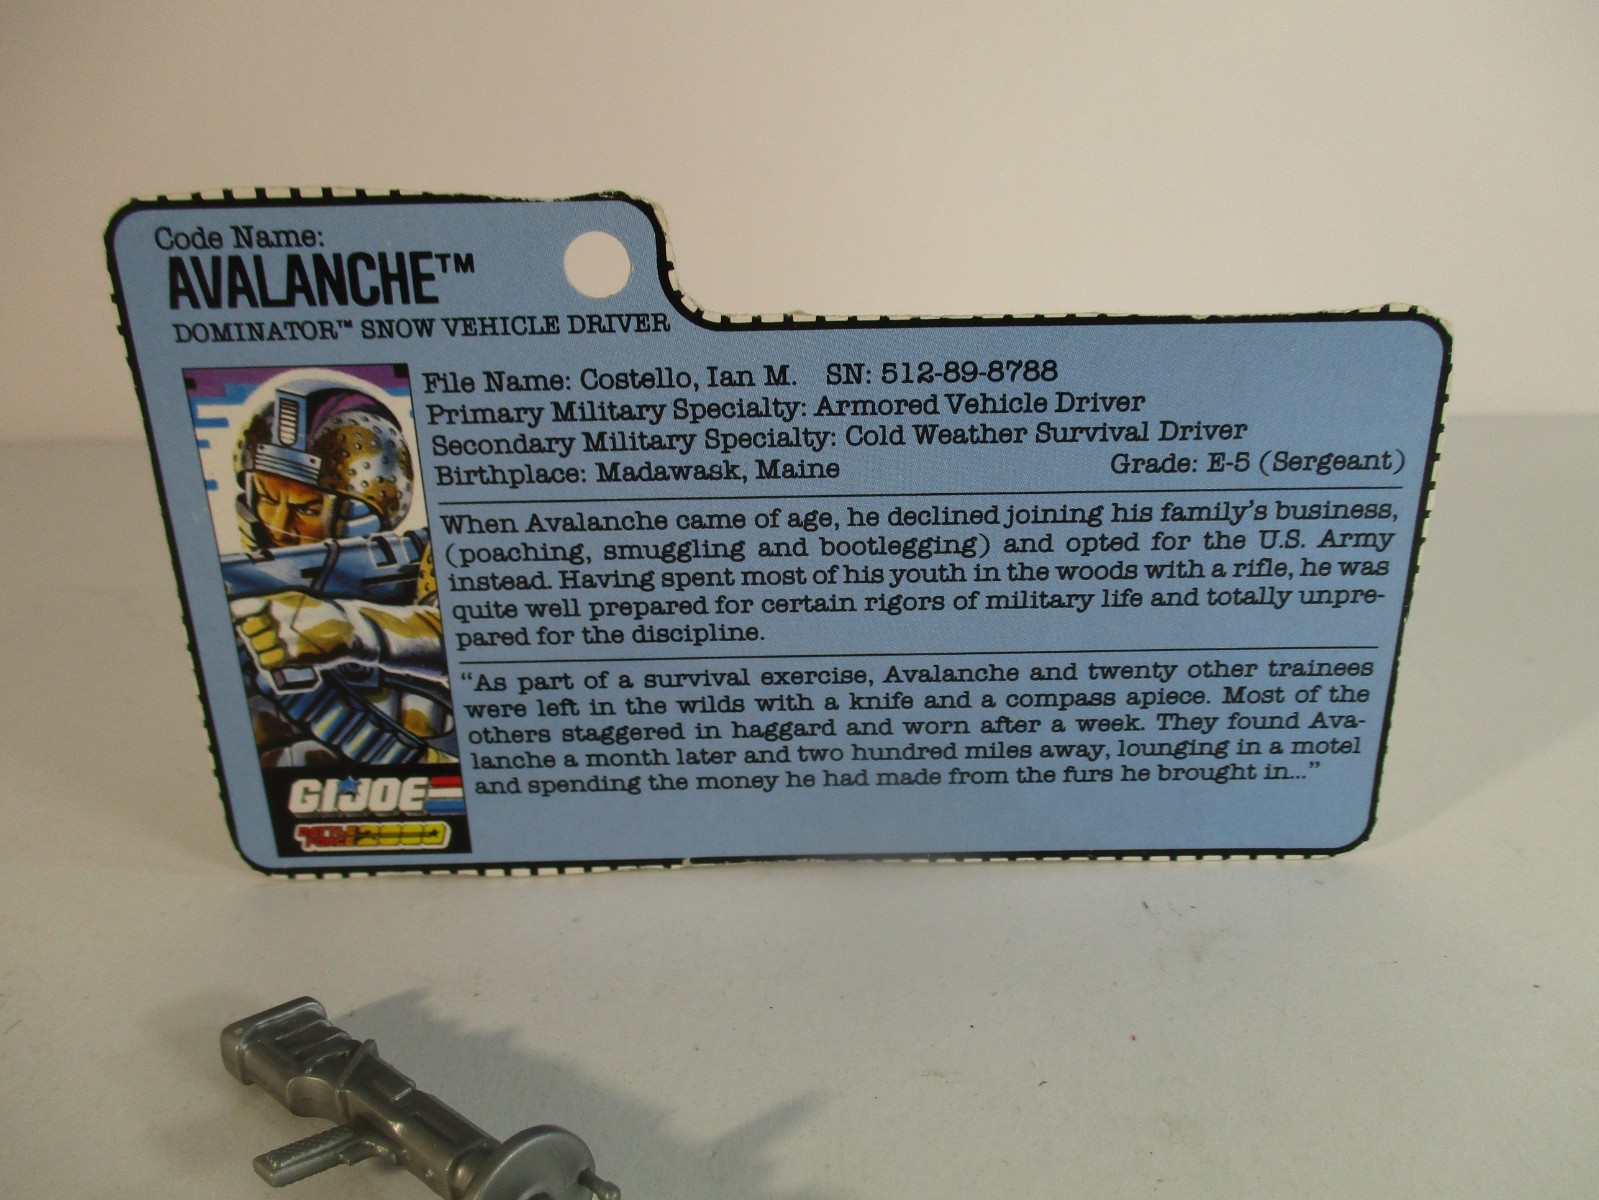 Code Name:
AVALANCHE™
DOMINATOR™ SNOW VEHICLE DRIVER
File Name: Costello, Ian M. SN: 512-89-8788
Primary Military Specialty: Armored Vehicle Driver
Secondary Military Specialty: Cold Weather Survival Driver
Birthplace: Madawask, Maine Grade: E-5 (Sergeant)
When Avalanche came of age, he declined joining his family's business,
(poaching, smuggling and bootlegging) and opted for the U.S. Army
instead. Having spent most of his youth in the woods with a rifle, he was
quite well prepared for certain rigors of military life and totally unpre-
pared for the discipline.
"As part of a survival exercise, Avalanche and twenty other trainees
were left in the wilds with a knife and a compass apiece. Most of the
others staggered in haggard and worn after a week. They found Ava-
lanche a month later and two hundred miles away, lounging in a motel
and spending the money he had made from the furs he brought in..."
GI JOE
BATTLE FORCE 2000